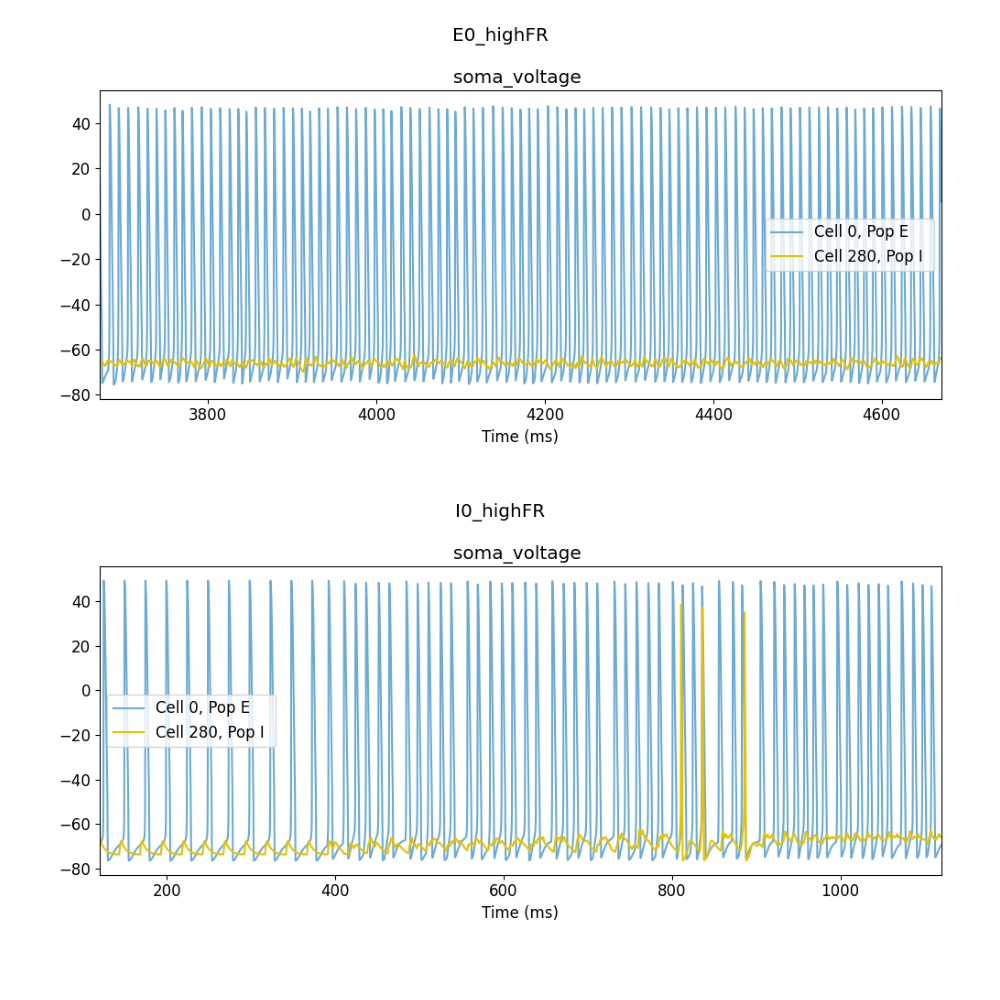 E0_highFR
soma_voltage
40
20
0
−20
−40
−60
−80
Cell 0, Pop E
Cell 280, Pop I
3800 4000 4200 4400 4600
Time (ms)
I0_highFR
soma_voltage
40
20
0
−20
−40
−60
−80
Cell 0, Pop E
Cell 280, Pop I
200 400 600 800 1000
Time (ms)